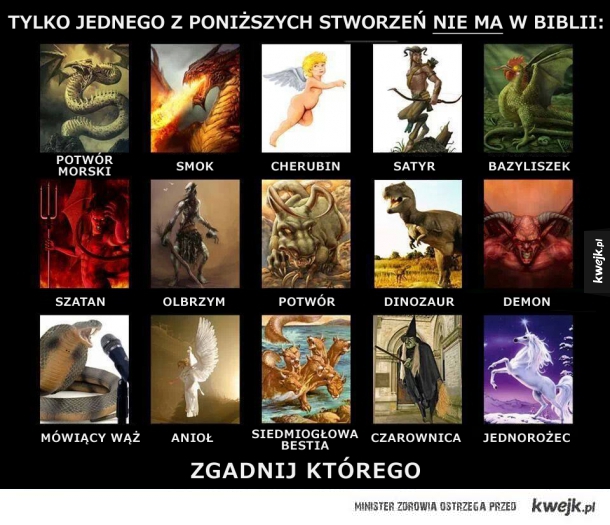 TYLKO JEDNEGO Z PONIŻSZYCH STWORZEŃ NIE MA W BIBLII:
POTWÓR MORSKI
SMOK
CHERUBIN
SATYR
BAZYLISZEK
SZATAN
OLBRZYM
POTWÓR
DINOZAUR
DEMON
kwejk.pl
MÓWIĄCY WĄŻ
ANIOŁ
SIEDMIOGŁOWA
BESTIA
CZAROWNICA
JEDNOROŻEC
ZGADNIJ KTÓREGO
MINISTER ZDROWIA OSTRZEGA PRZED kwejk.pl